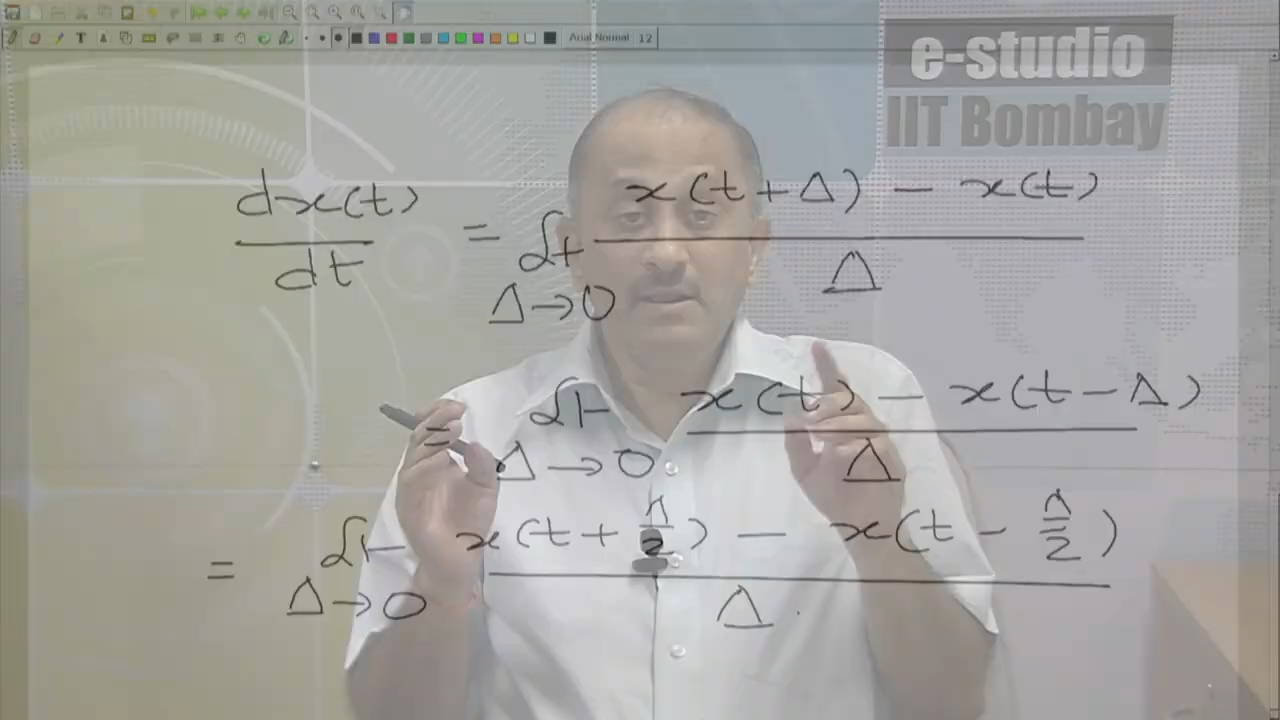 Arial Normal 12
e-studio
IIT Bombay
dx(t)/dt = Lt Δ→0 (x(t+Δ) − x(t))/Δ
= Lt Δ→0 (x(t) − x(t−Δ))/Δ
= Lt Δ→0 (x(t + Δ/2) − x(t − Δ/2))/Δ